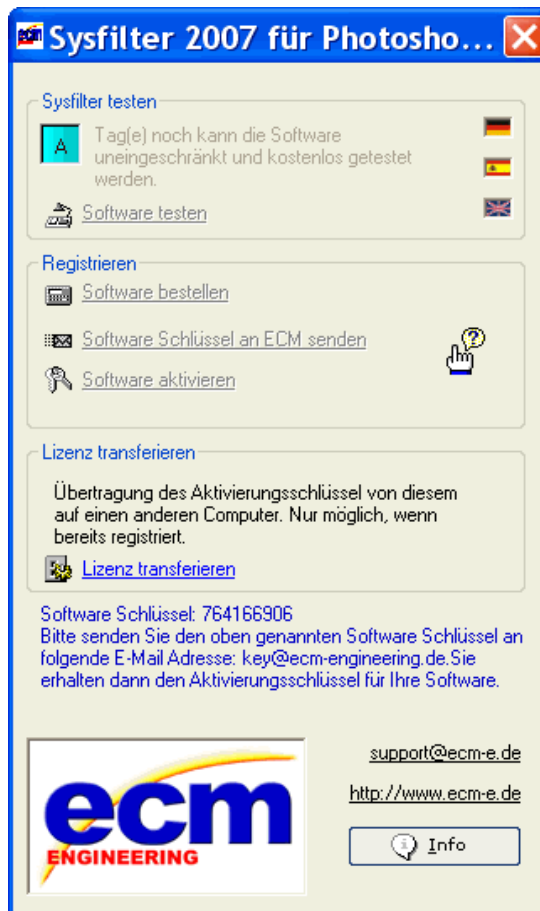 ecm
Sysfilter 2007 für Photosho...
Sysfilter testen
A
Tag(e) noch kann die Software
uneingeschränkt und kostenlos getestet
werden.
Software testen
Registrieren
Software bestellen
Software Schlüssel an ECM senden
Software aktivieren
Lizenz transferieren
Übertragung des Aktivierungsschlüssel von diesem
auf einen anderen Computer. Nur möglich, wenn
bereits registriert.
Lizenz transferieren
Software Schlüssel: 764166906
Bitte senden Sie den oben genannten Software Schlüssel an
folgende E-Mail Adresse: key@ecm-engineering.de.Sie
erhalten dann den Aktivierungsschlüssel für Ihre Software.
support@ecm-e.de
http://www.ecm-e.de
ecm
ENGINEERING
Info